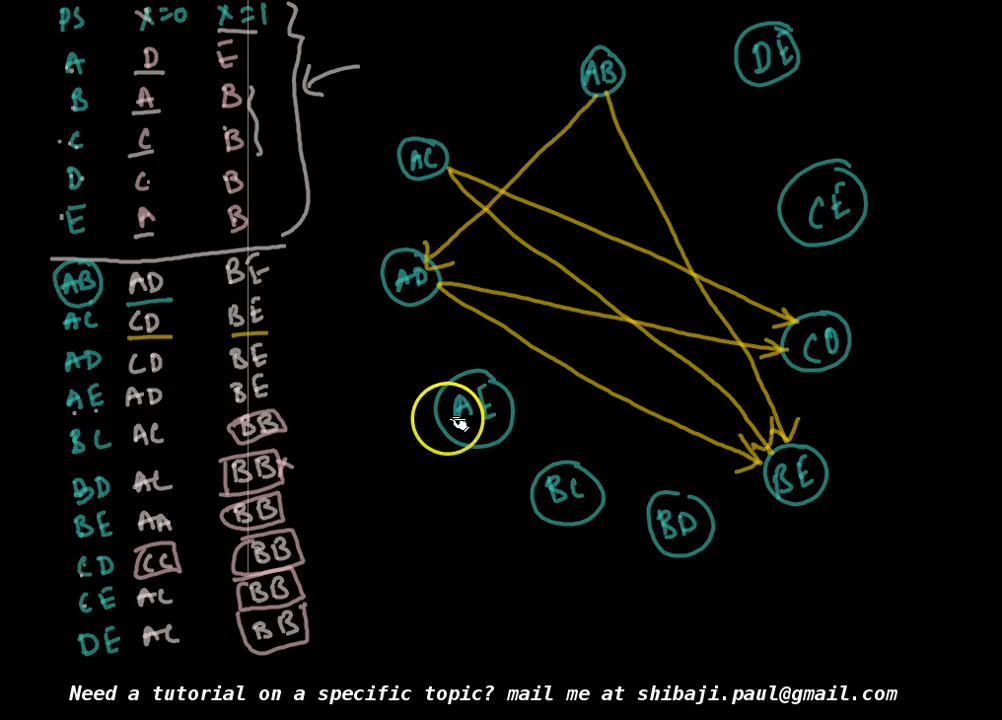 PS X=0 X=1
A D E
B A B
C C B
D C B
E A B
AB AD BE
AC CD BE
AD CD BE
AE AD BE
BC AC BB
BD AC BB
BE AA BB
CD CC BB
CE AC BB
DE AC BB
AB
DE
AC
CE
AD
CD
AE
BC
BD
BE
Need a tutorial on a specific topic? mail me at shibaji.paul@gmail.com